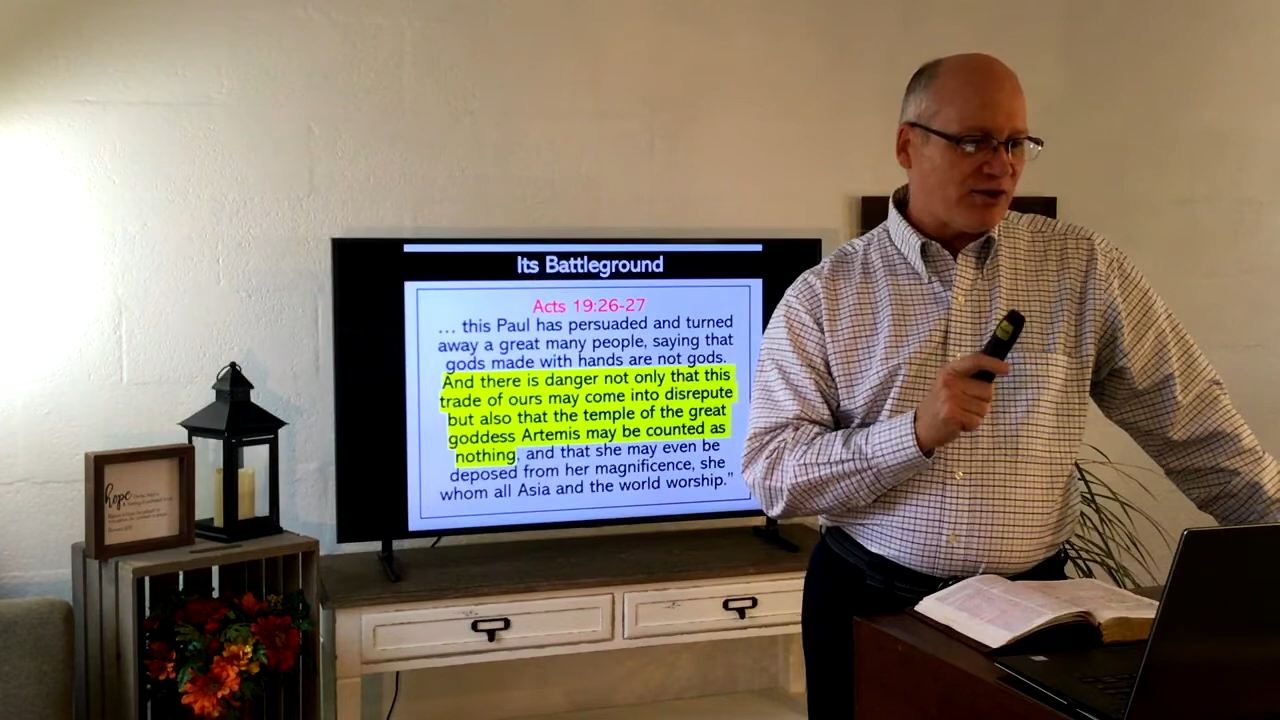 Its Battleground
Acts 19:26-27
... this Paul has persuaded and turned
away a great many people, saying that
gods made with hands are not gods.
And there is danger not only that this
trade of ours may come into disrepute
but also that the temple of the great
goddess Artemis may be counted as
nothing, and that she may even be
deposed from her magnificence, she
whom all Asia and the world worship."
hope